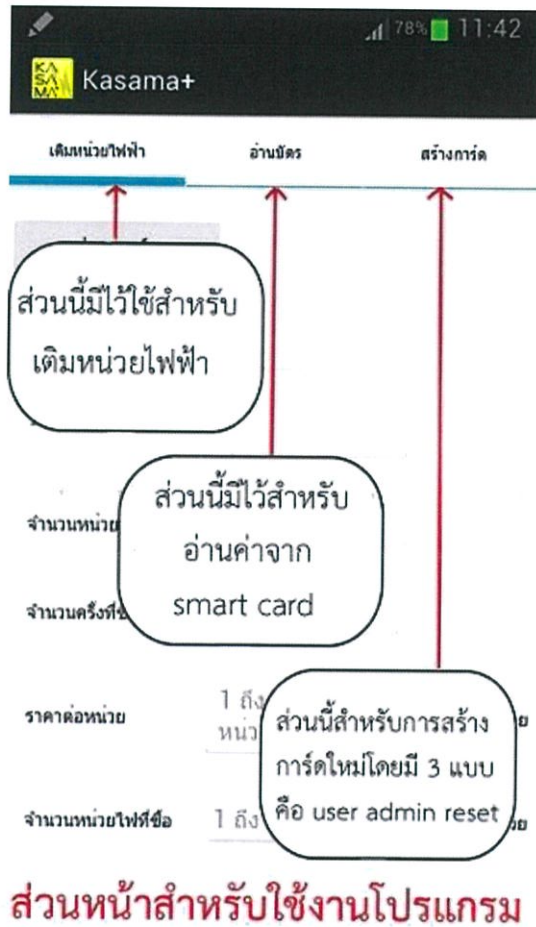 78% 11:42
KA
SA
MA
Kasama+
เติมหน่วยไฟฟ้า อ่านบัตร สร้างการ์ด
ส่วนนี้มีไว้ใช้สำหรับ
เติมหน่วยไฟฟ้า
ส่วนนี้มีไว้สำหรับ
อ่านค่าจาก
smart card
จำนวนหน่วย
จำนวนครั้งที่
ราคาต่อหน่วย
1 ถึง
ส่วนนี้สำหรับการสร้าง
การ์ดใหม่โดยมี 3 แบบ
คือ user admin reset
จำนวนหน่วยไฟที่ซื้อ 1 ถึง
ส่วนหน้าสำหรับใช้งานโปรแกรม